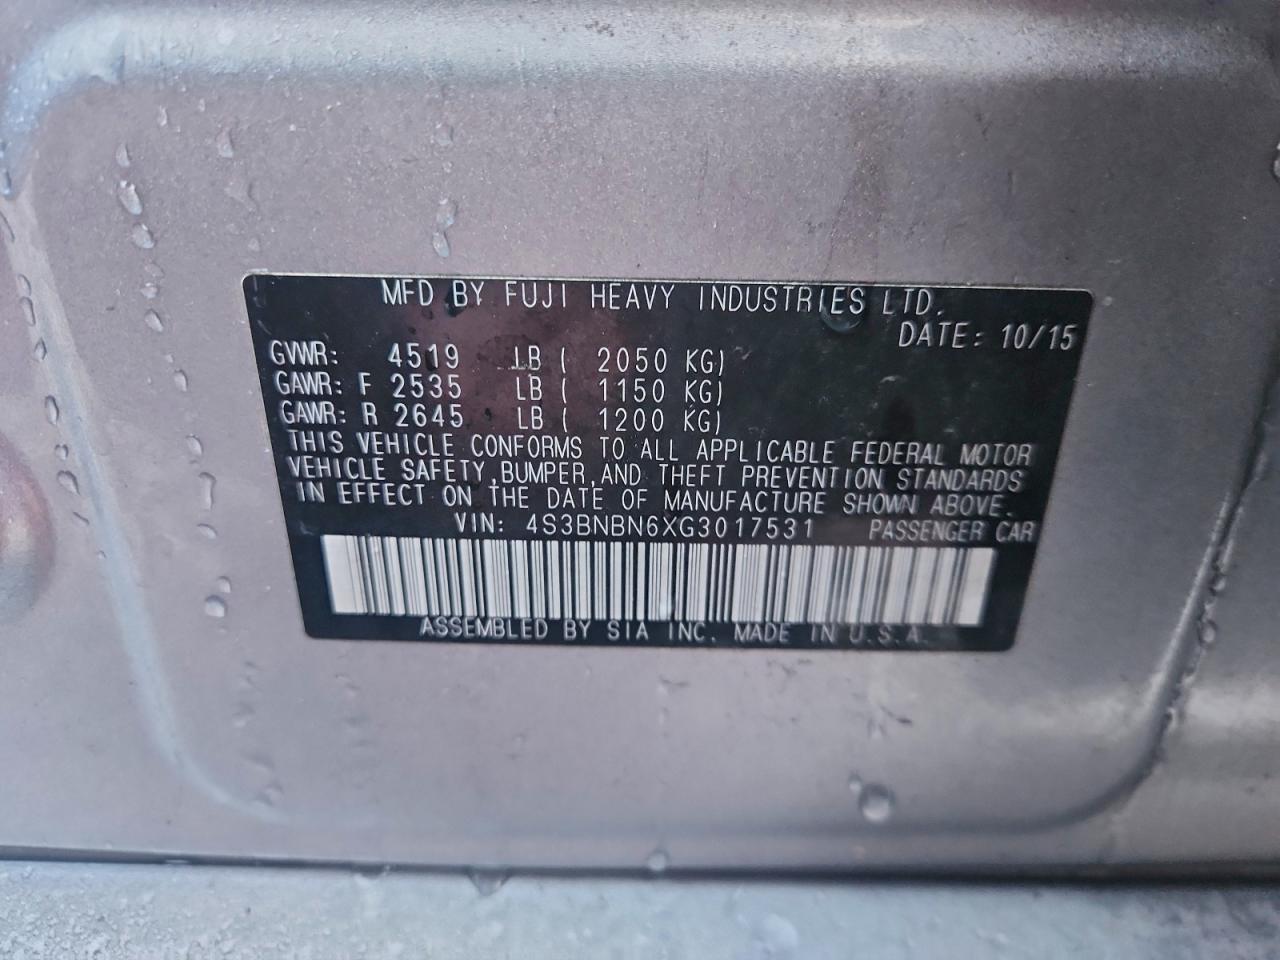 MFD BY FUJI HEAVY INDUSTRIES LTD.
DATE: 10/15
GVWR: 4519 LB ( 2050 KG)
GAWR: F 2535 LB ( 1150 KG)
GAWR: R 2645 LB ( 1200 KG)
THIS VEHICLE CONFORMS TO ALL APPLICABLE FEDERAL MOTOR
VEHICLE SAFETY,BUMPER,AND THEFT PREVENTION STANDARDS
IN EFFECT ON THE DATE OF MANUFACTURE SHOWN ABOVE.
VIN: 4S3BNBN6XG3017531 PASSENGER CAR
ASSEMBLED BY SIA INC. MADE IN U.S.A.